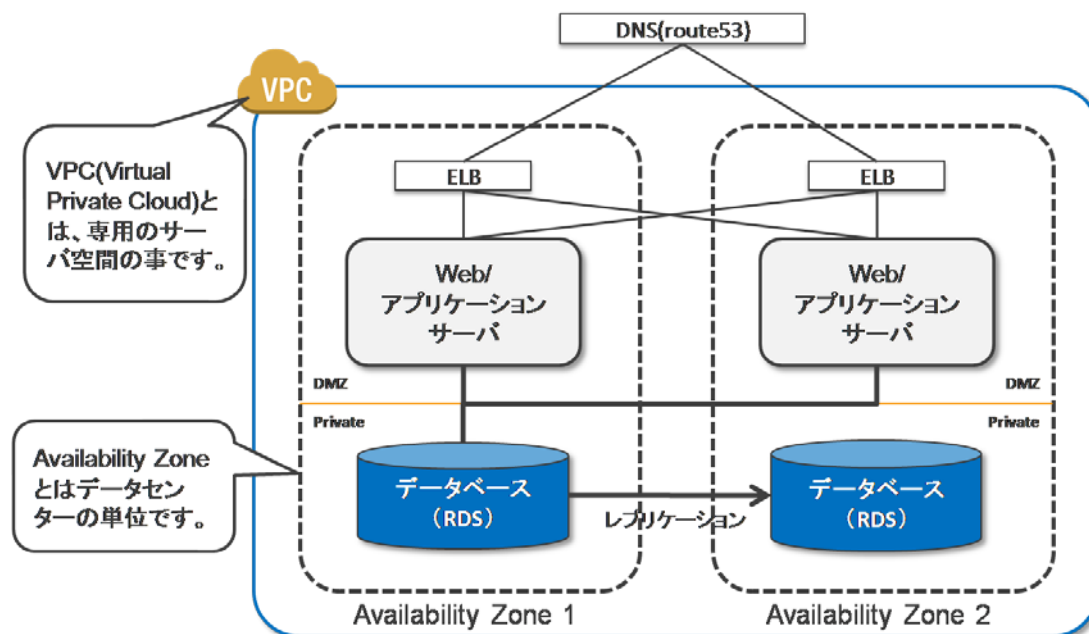 DNS(route53)
VPC
VPC(Virtual
Private Cloud)と
は、専用のサー
バ空間の事です。
ELB
ELB
Web/
アプリケーション
サーバ
Web/
アプリケーション
サーバ
DMZ
DMZ
Private
Private
Availability Zone
とはデータセン
ターの単位です。
データベース
（RDS）
レプリケーション
データベース
（RDS）
Availability Zone 1
Availability Zone 2